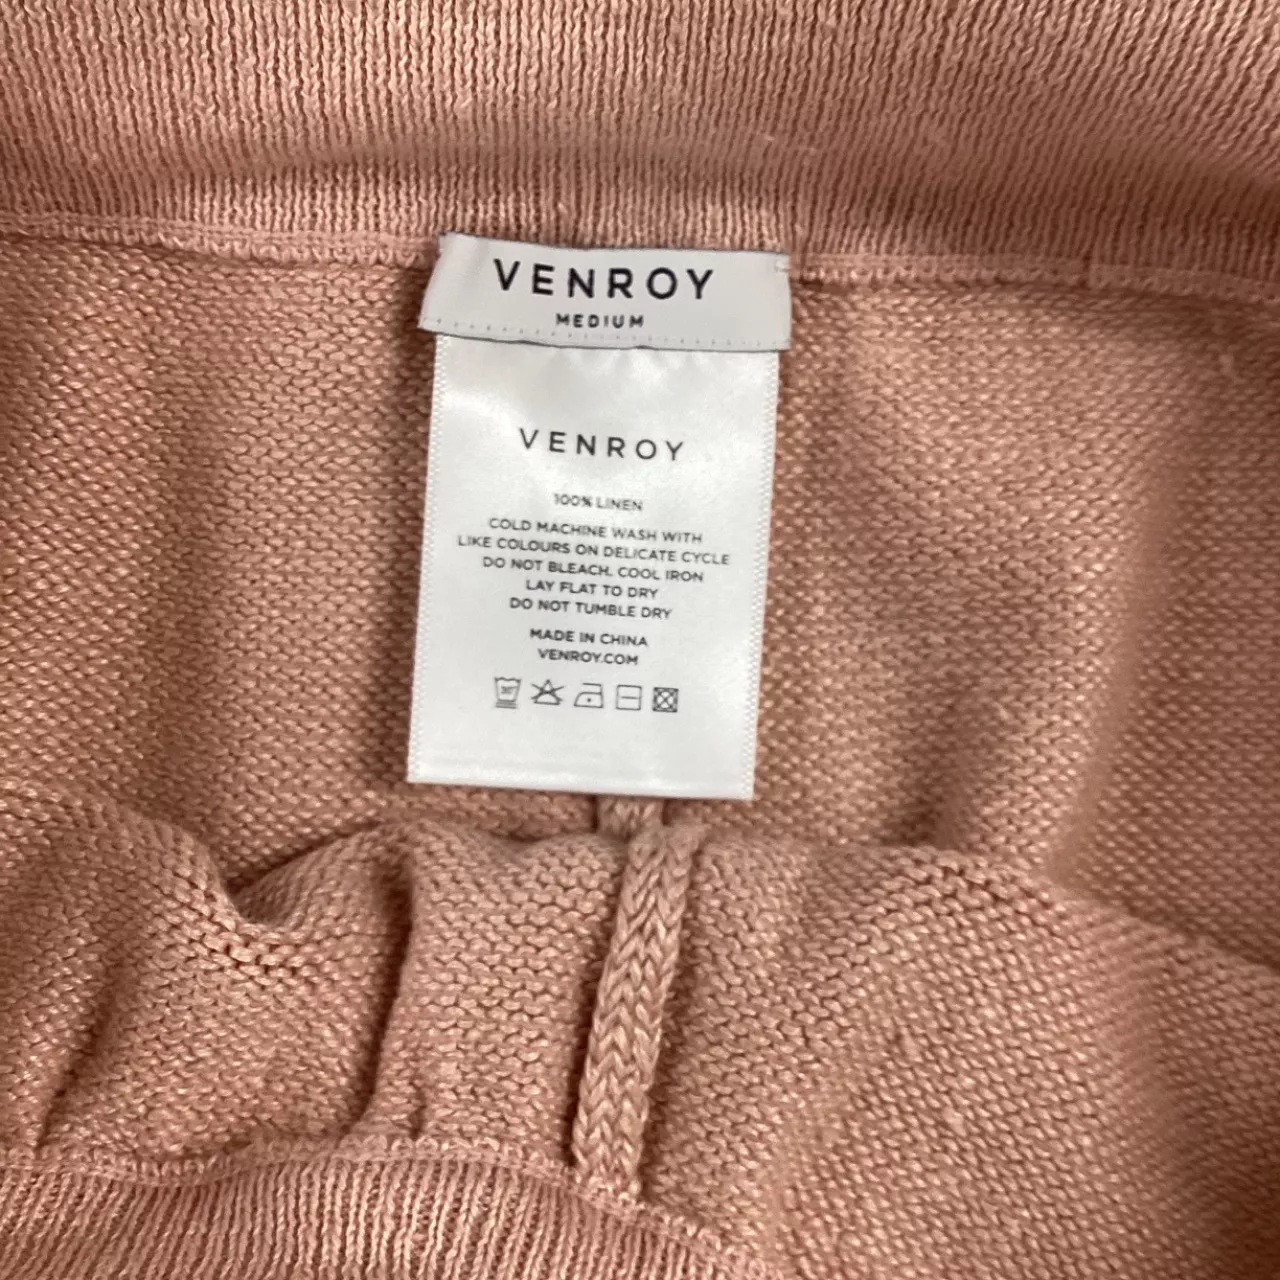 VENROY
MEDIUM
VENROY
100% LINEN
COLD MACHINE WASH WITH
LIKE COLOURS ON DELICATE CYCLE
DO NOT BLEACH. COOL IRON
LAY FLAT TO DRY
DO NOT TUMBLE DRY
MADE IN CHINA
VENROY.COM
30°